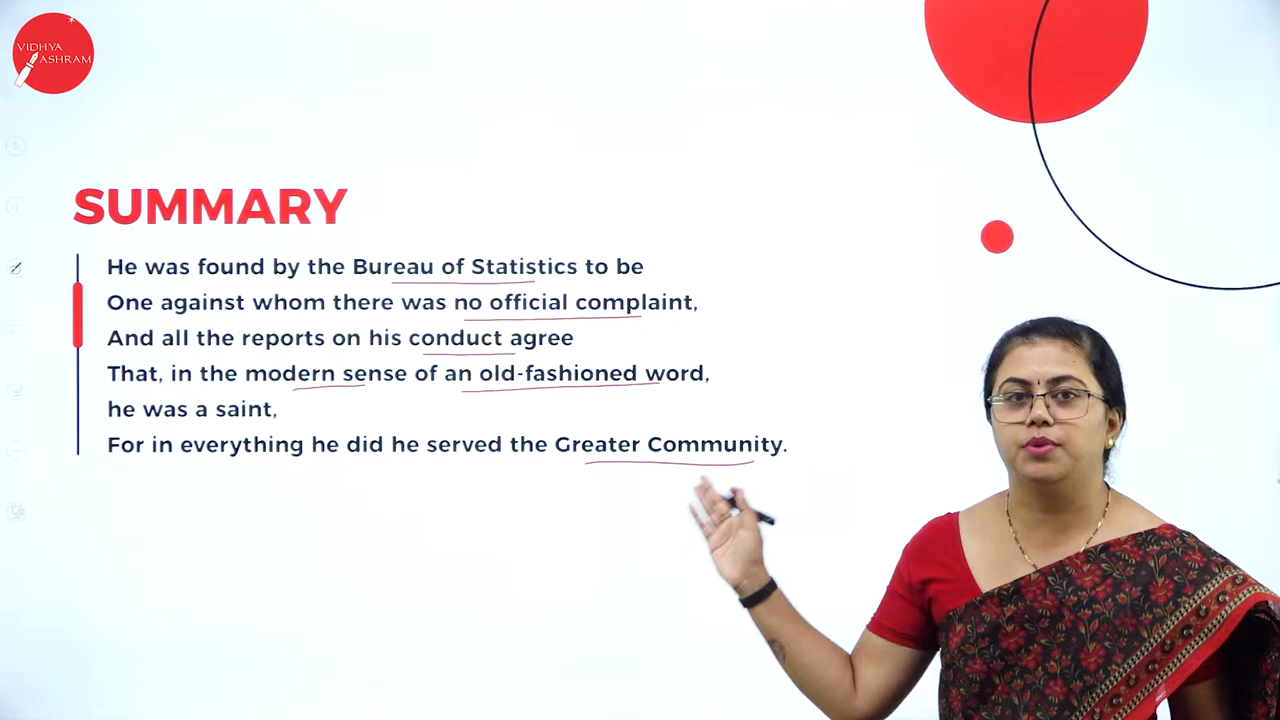 VIDHYA
ASHRAM
SUMMARY
He was found by the Bureau of Statistics to be
One against whom there was no official complaint,
And all the reports on his conduct agree
That, in the modern sense of an old-fashioned word,
he was a saint,
For in everything he did he served the Greater Community.